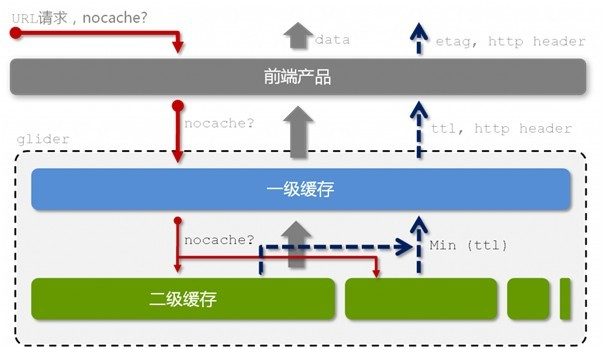 URL请求，nocache?
data
etag, http header
前端产品
nocache?
ttl, http header
glider
一级缓存
nocache?
Min (ttl)
二级缓存